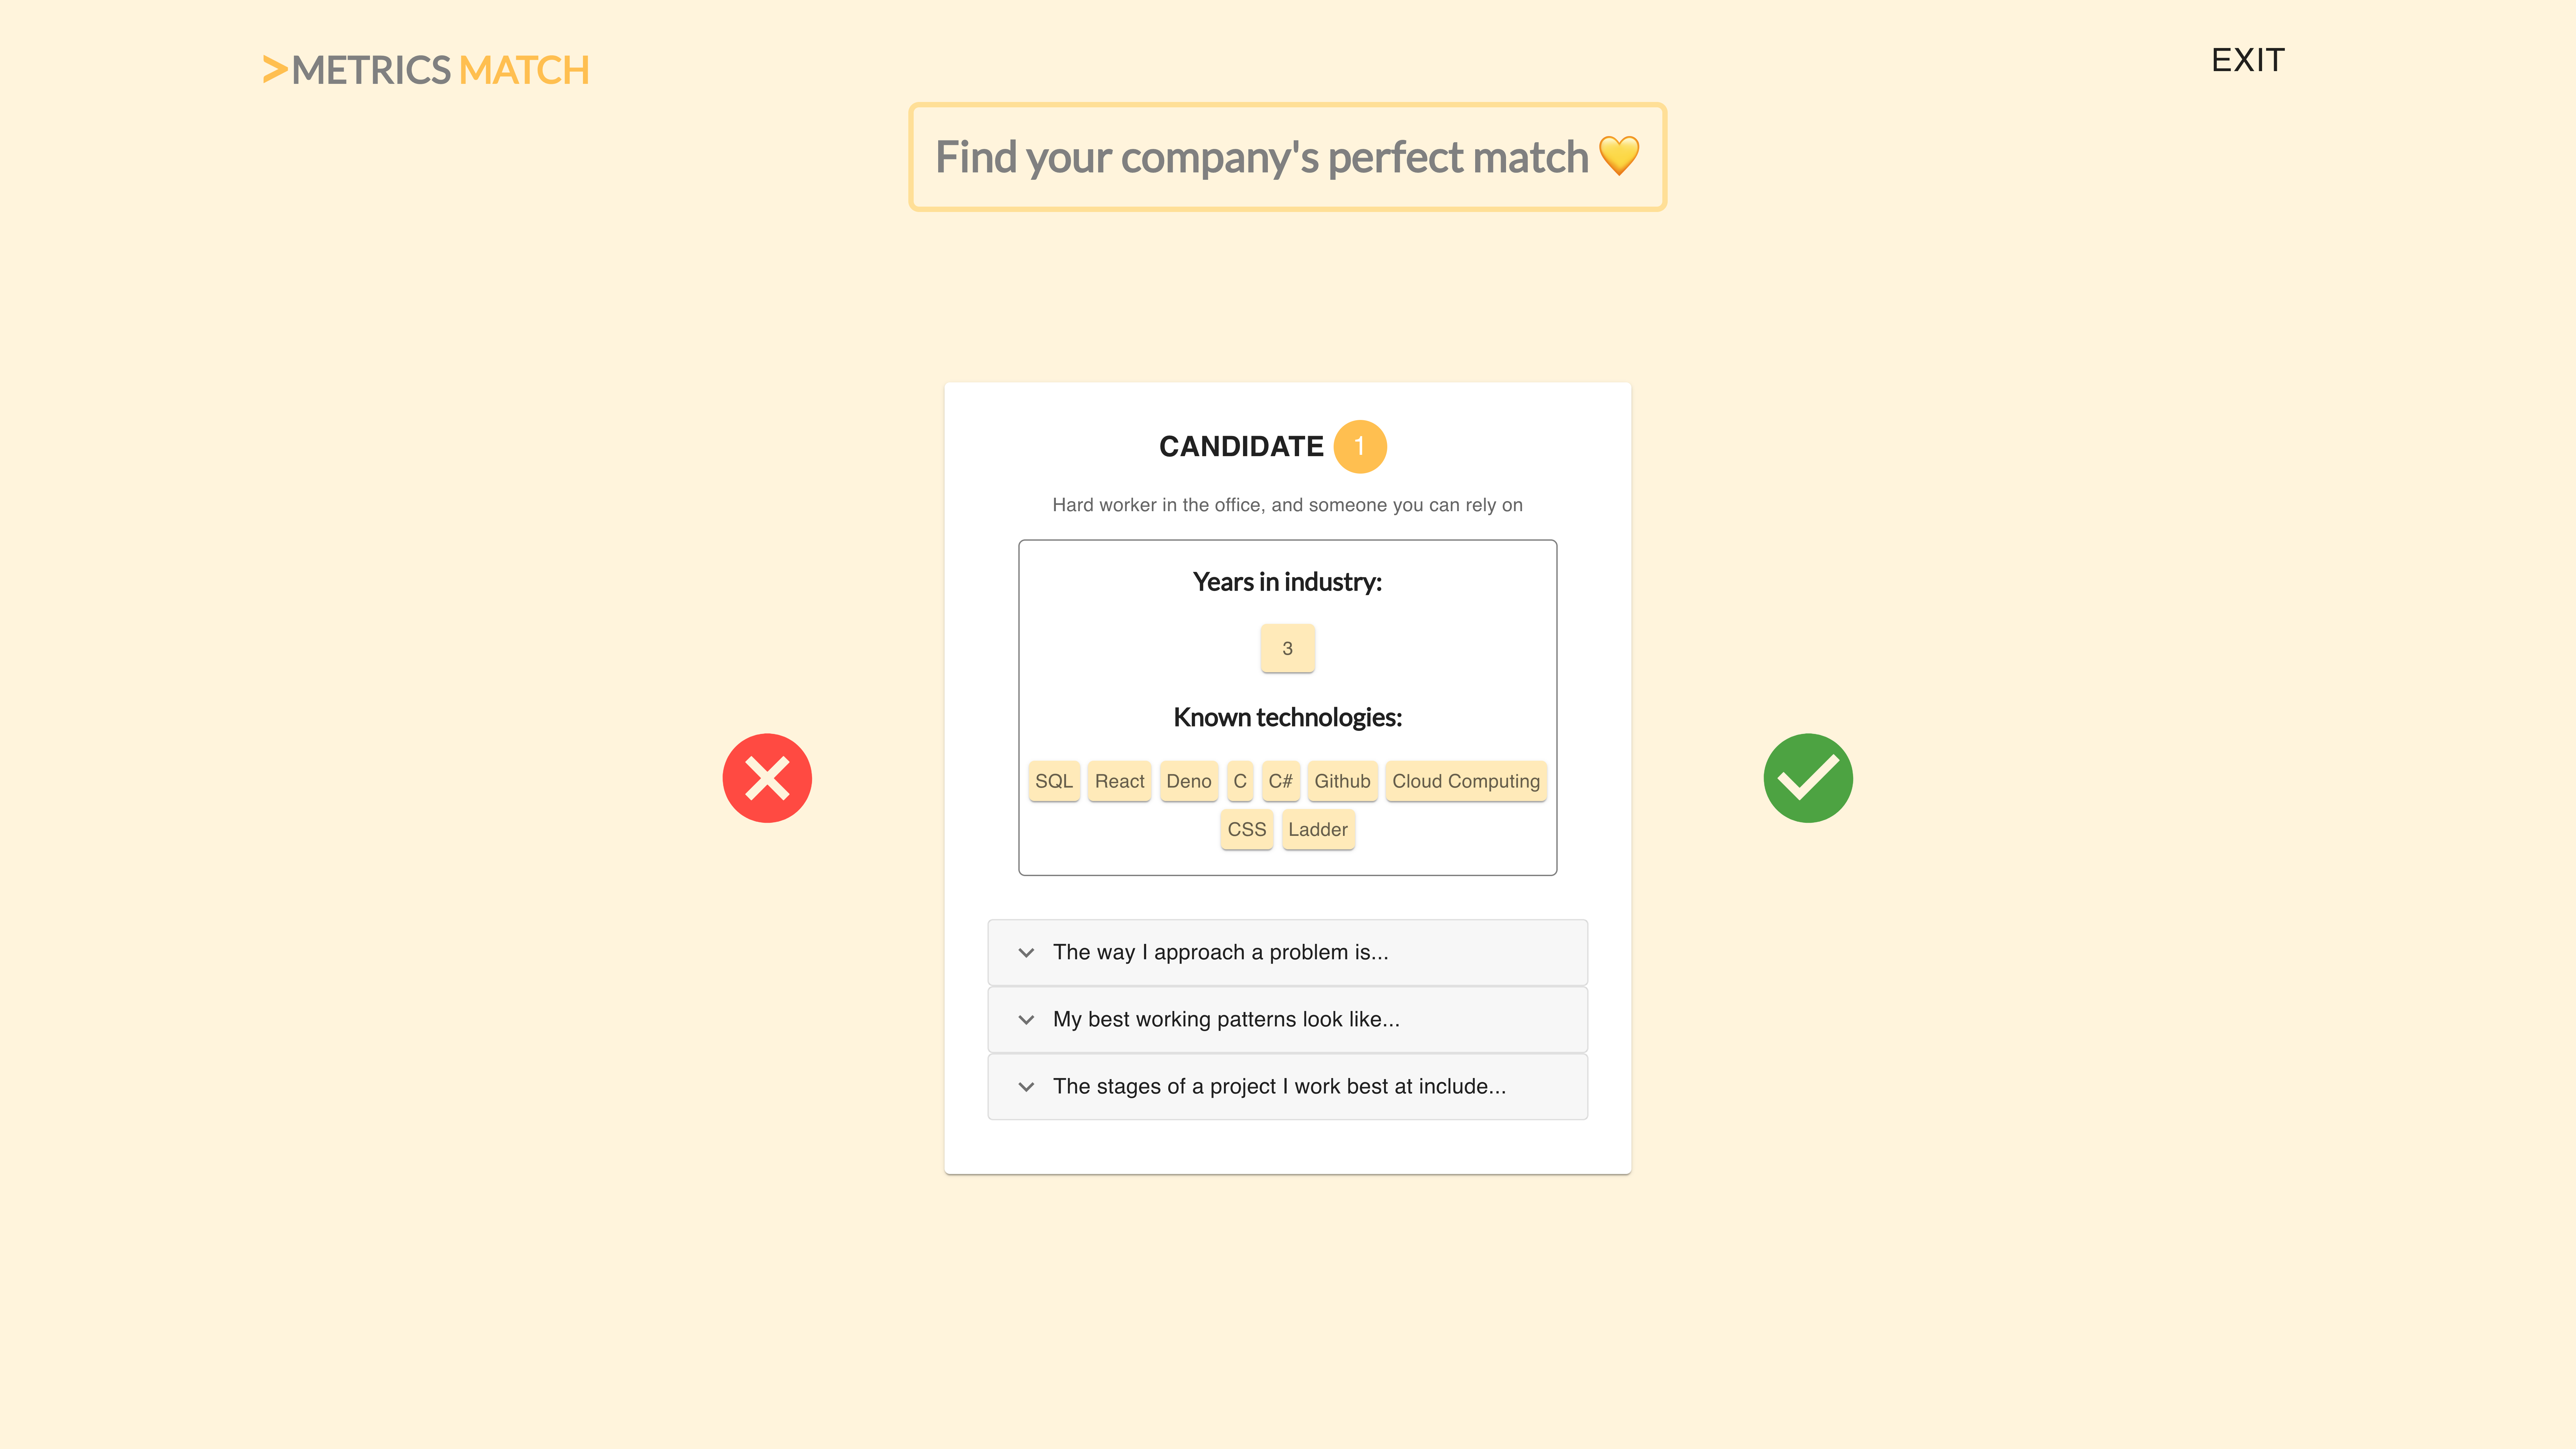 >METRICS MATCH
EXIT
Find your company's perfect match 💛
CANDIDATE 1
Hard worker in the office, and someone you can rely on
Years in industry:
3
Known technologies:
SQL React Deno C C# Github Cloud Computing
CSS Ladder
The way I approach a problem is...
My best working patterns look like...
The stages of a project I work best at include...